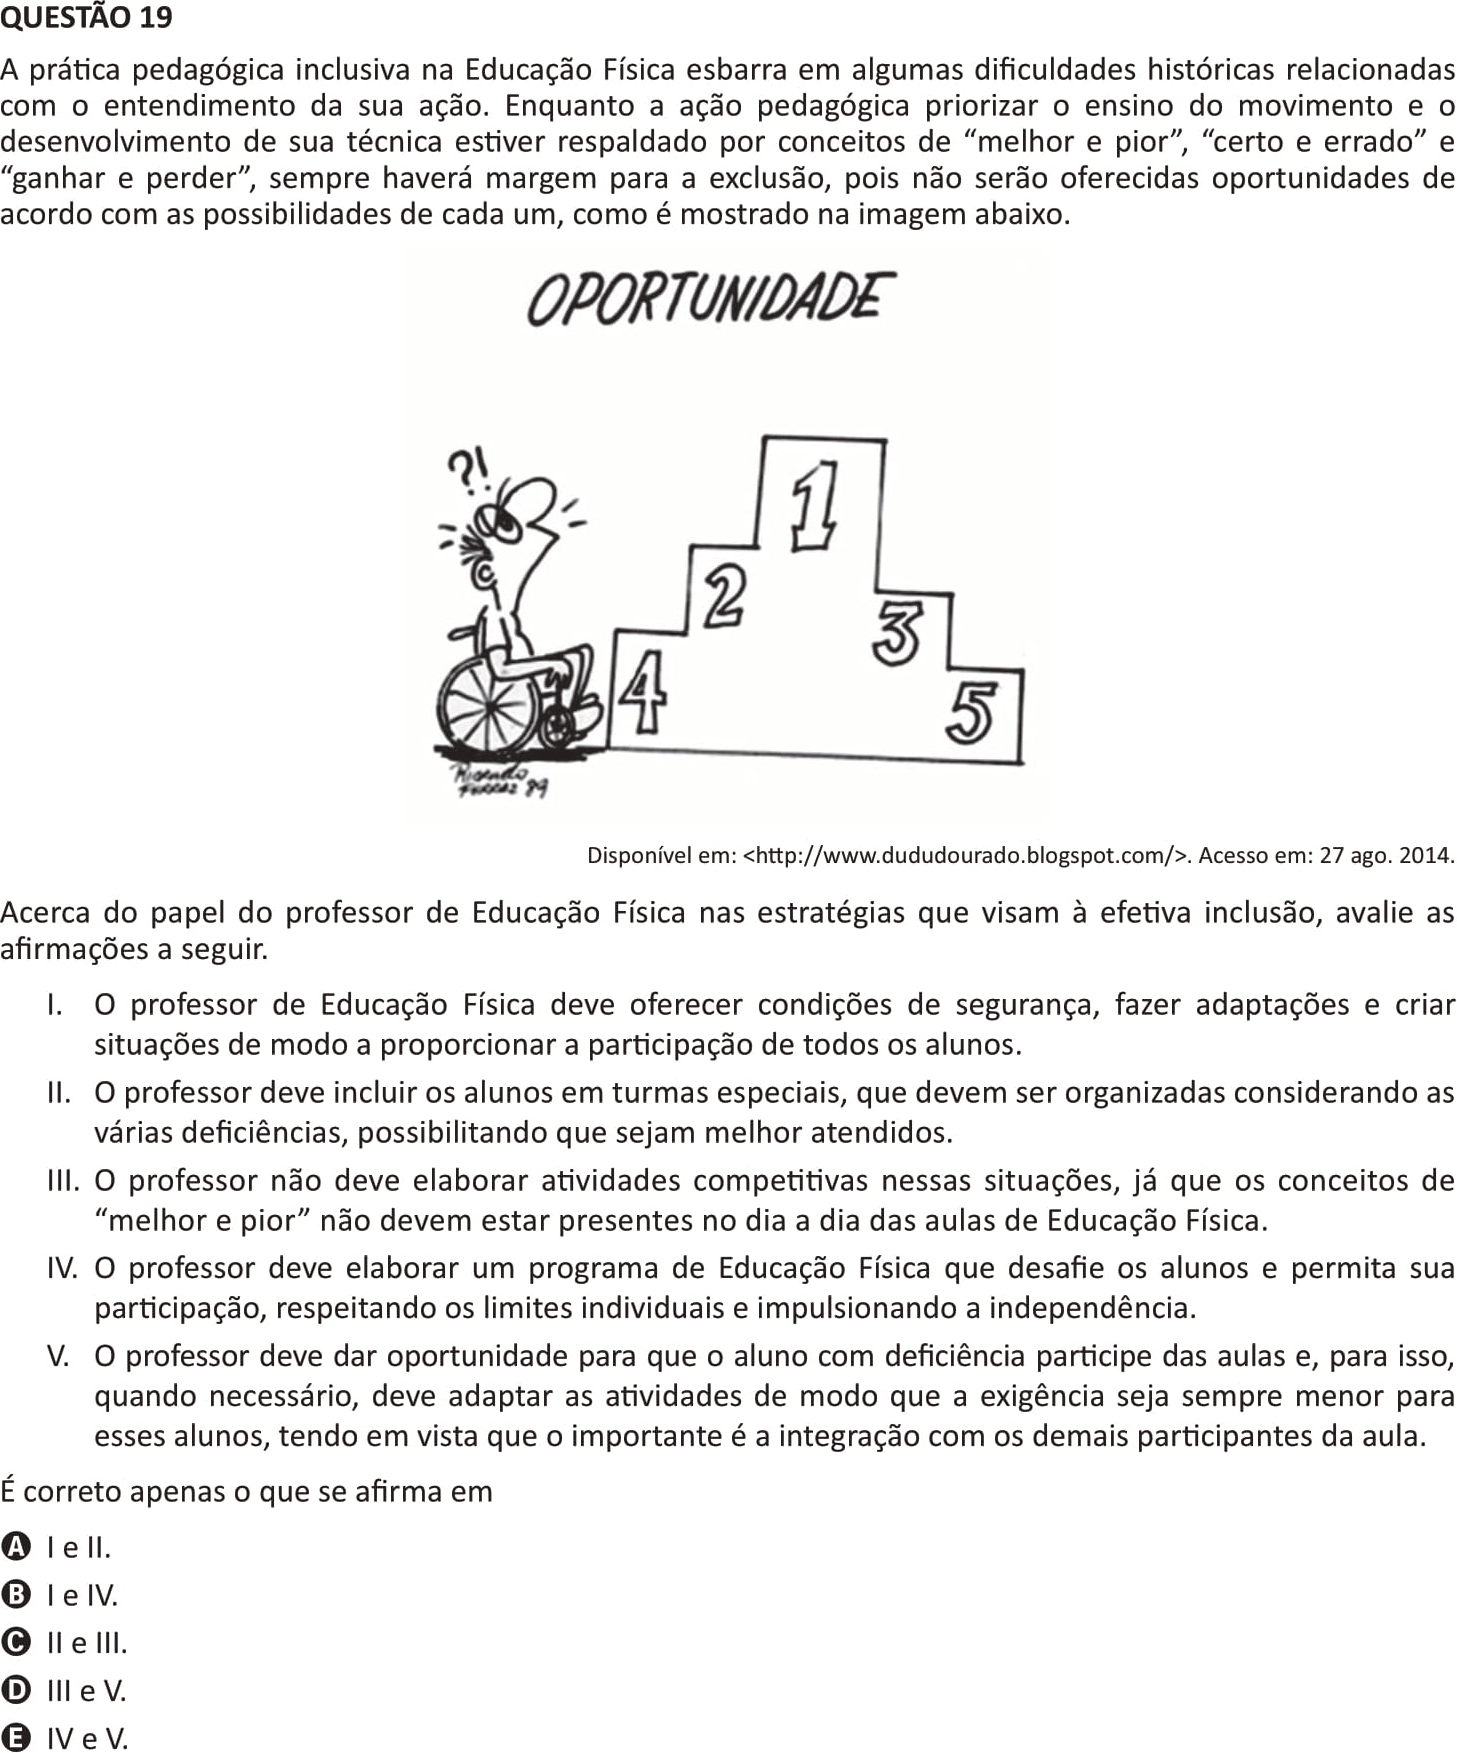 QUESTÃO 19
A prática pedagógica inclusiva na Educação Física esbarra em algumas dificuldades históricas relacionadas
com o entendimento da sua ação. Enquanto a ação pedagógica priorizar o ensino do movimento e o
desenvolvimento de sua técnica estiver respaldado por conceitos de “melhor e pior”, “certo e errado” e
“ganhar e perder”, sempre haverá margem para a exclusão, pois não serão oferecidas oportunidades de
acordo com as possibilidades de cada um, como é mostrado na imagem abaixo.
OPORTUNIDADE
?!
1
2
3
4
5
Ricardo
Ferraz 89
Disponível em: <http://www.dududourado.blogspot.com/>. Acesso em: 27 ago. 2014.
Acerca do papel do professor de Educação Física nas estratégias que visam à efetiva inclusão, avalie as
afirmações a seguir.
I. O professor de Educação Física deve oferecer condições de segurança, fazer adaptações e criar
situações de modo a proporcionar a participação de todos os alunos.
II. O professor deve incluir os alunos em turmas especiais, que devem ser organizadas considerando as
várias deficiências, possibilitando que sejam melhor atendidos.
III. O professor não deve elaborar atividades competitivas nessas situações, já que os conceitos de
“melhor e pior” não devem estar presentes no dia a dia das aulas de Educação Física.
IV. O professor deve elaborar um programa de Educação Física que desafie os alunos e permita sua
participação, respeitando os limites individuais e impulsionando a independência.
V. O professor deve dar oportunidade para que o aluno com deficiência participe das aulas e, para isso,
quando necessário, deve adaptar as atividades de modo que a exigência seja sempre menor para
esses alunos, tendo em vista que o importante é a integração com os demais participantes da aula.
É correto apenas o que se afirma em
A I e II.
B I e IV.
C II e III.
D III e V.
E IV e V.